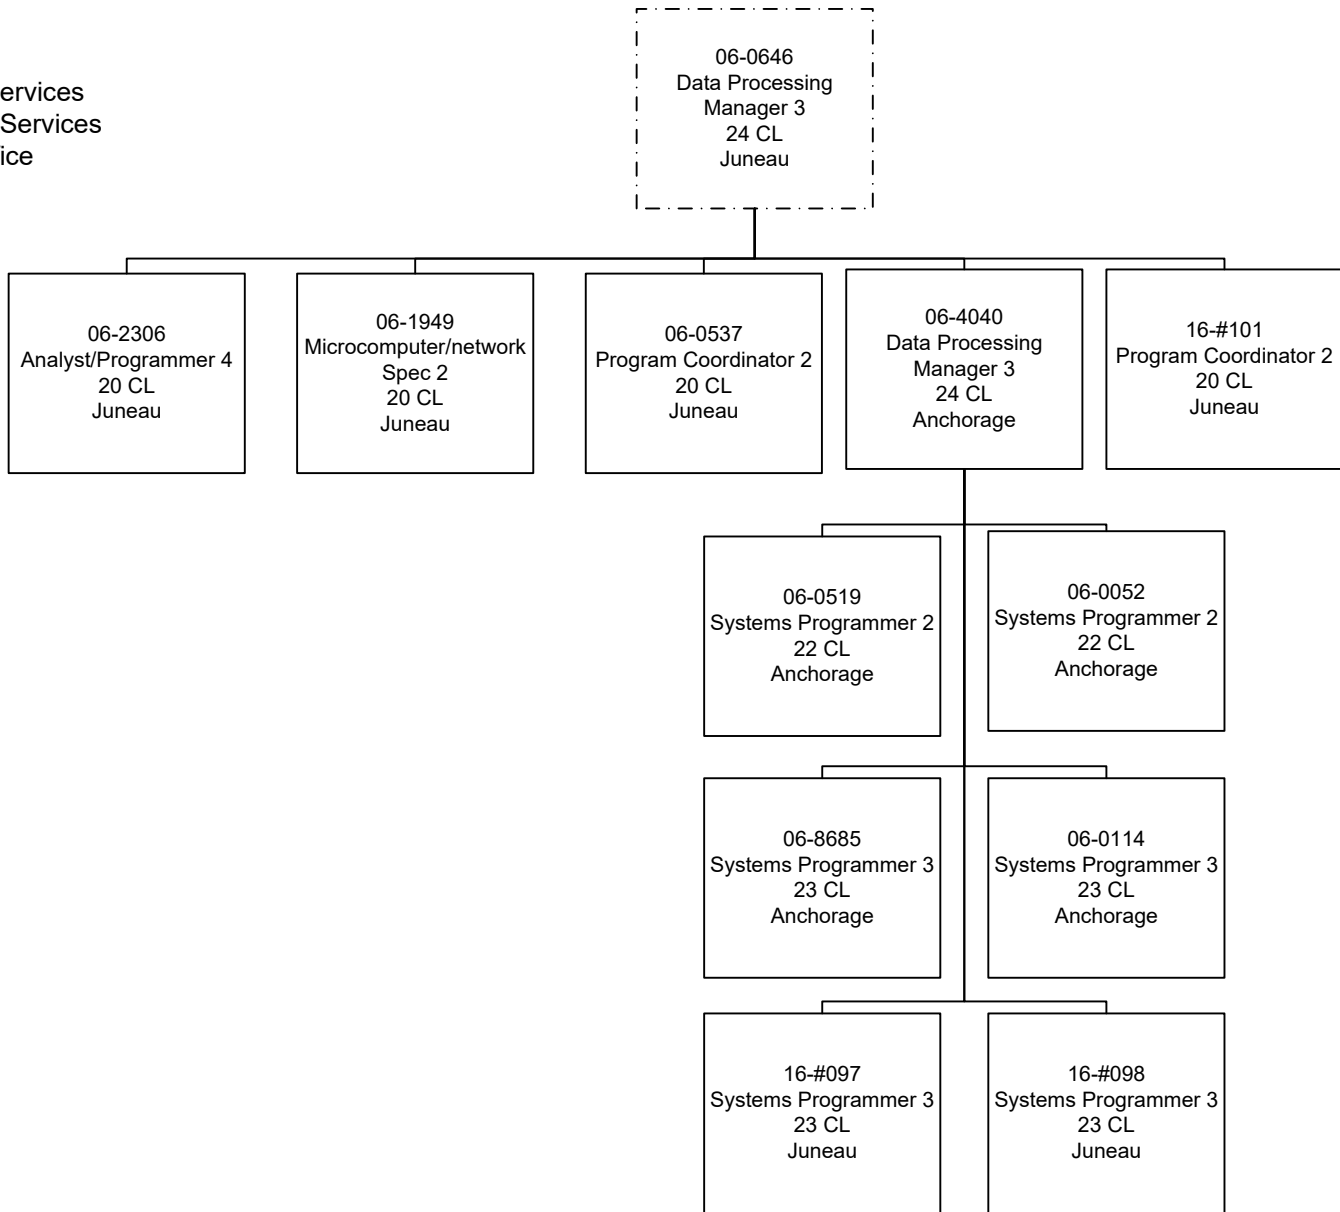 ervices
Services
ice
06-0646
Data Processing
Manager 3
24 CL
Juneau
06-2306
Analyst/Programmer 4
20 CL
Juneau
06-1949
Microcomputer/network
Spec 2
20 CL
Juneau
06-0537
Program Coordinator 2
20 CL
Juneau
06-4040
Data Processing
Manager 3
24 CL
Anchorage
16-#101
Program Coordinator 2
20 CL
Juneau
06-0519
Systems Programmer 2
22 CL
Anchorage
06-0052
Systems Programmer 2
22 CL
Anchorage
06-8685
Systems Programmer 3
23 CL
Anchorage
06-0114
Systems Programmer 3
23 CL
Anchorage
16-#097
Systems Programmer 3
23 CL
Juneau
16-#098
Systems Programmer 3
23 CL
Juneau